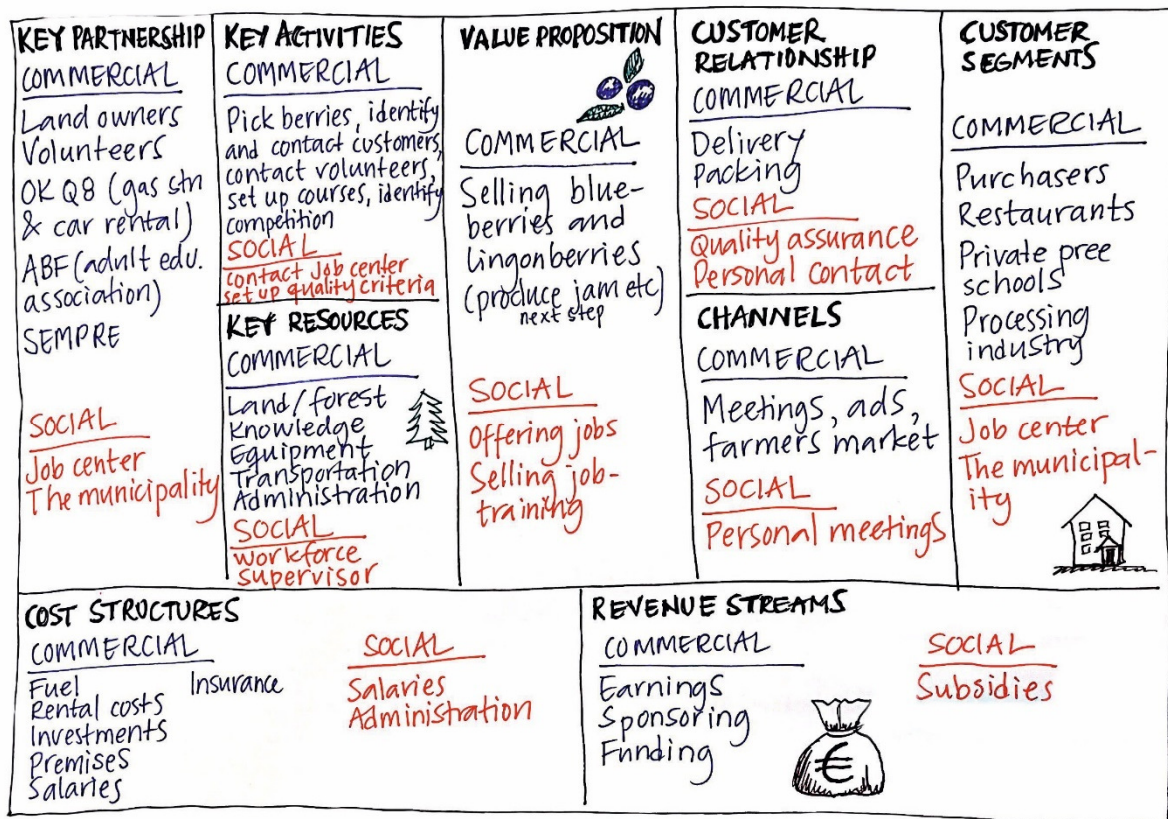 KEY PARTNERSHIP
COMMERCIAL
Land owners
Volunteers
OK Q8 (gas stn
& car rental)
ABF (adult edu.
association)
SEMPRE
SOCIAL
Job center
The municipality
KEY ACTIVITIES
COMMERCIAL
Pick berries, identify
and contact customers,
contact volunteers,
set up courses, identify
competition
SOCIAL
contact Job center
set up quality criteria
KEY RESOURCES
COMMERCIAL
Land/forest
Knowledge
Equipment
Transportation
Administration
SOCIAL
workforce
supervisor
VALUE PROPOSITION
COMMERCIAL
Selling blue-
berries and
Lingonberries
(produce jam etc)
next step
SOCIAL
Offering jobs
Selling job-
training
CUSTOMER
RELATIONSHIP
COMMERCIAL
Delivery
Packing
SOCIAL
Quality assurance
Personal contact
CHANNELS
COMMERCIAL
Meetings, ads,
farmers market
SOCIAL
Personal meetings
CUSTOMER
SEGMENTS
COMMERCIAL
Purchasers
Restaurants
Private pree
schools
Processing
industry
SOCIAL
Job center
The municipal-
ity
COST STRUCTURES
COMMERCIAL
Fuel Insurance
Rental costs
Investments
Premises
Salaries
SOCIAL
Salaries
Administration
REVENUE STREAMS
COMMERCIAL
Earnings
Sponsoring
Funding
€
SOCIAL
Subsidies